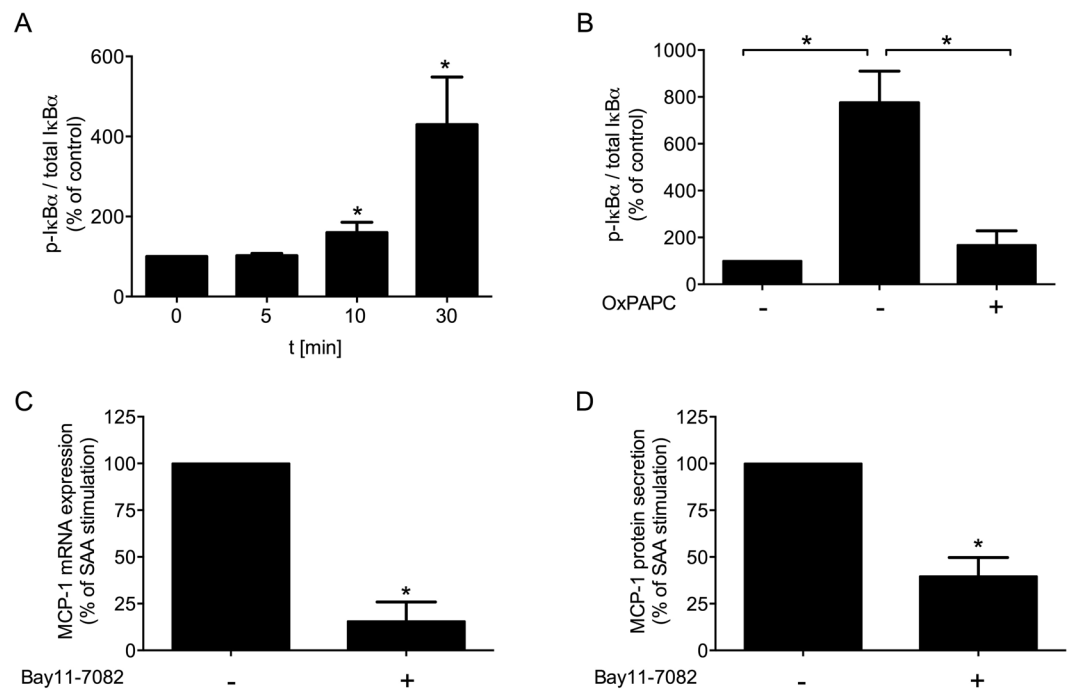 A
p-IκBα / total IκBα
(% of control)
600
400
200
0
*
*
0 5 10 30
t [min]
B
p-IκBα / total IκBα
(% of control)
1000
800
600
400
200
0
* *
OxPAPC - - +
C
MCP-1 mRNA expression
(% of SAA stimulation)
125
100
75
50
25
0
*
Bay11-7082 - +
D
MCP-1 protein secretion
(% of SAA stimulation)
125
100
75
50
25
0
*
Bay11-7082 - +